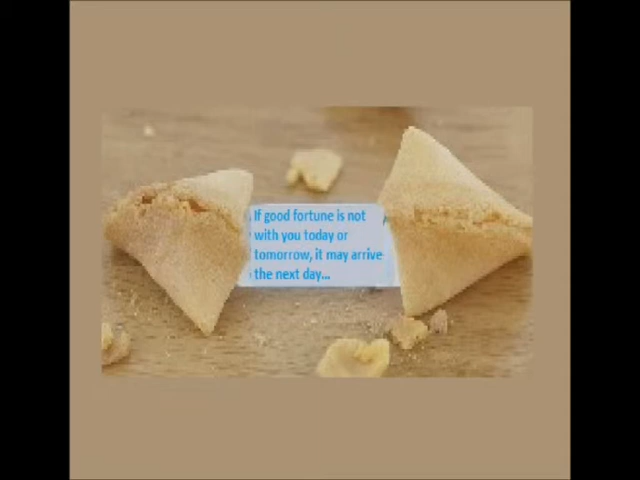 If good fortune is not
with you today or
tomorrow, it may arrive
the next day...